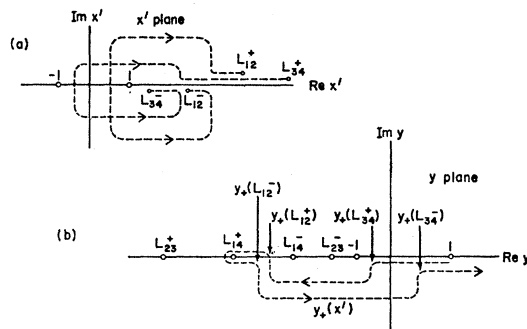 Im x'
x' plane
(a)
L₁₂⁺
L₃₄⁺
-1
Re x'
L₃₄⁻
L₁₂⁻
Im y
y plane
y₊(L₁₂⁻)
y₊(L₁₂⁺)
y₊(L₃₄⁺)
y₊(L₃₄⁻)
(b)
L₂₃⁺
L₁₄⁺
L₁₄⁻
L₂₃⁻
-1
1
Re y
y₊(x')